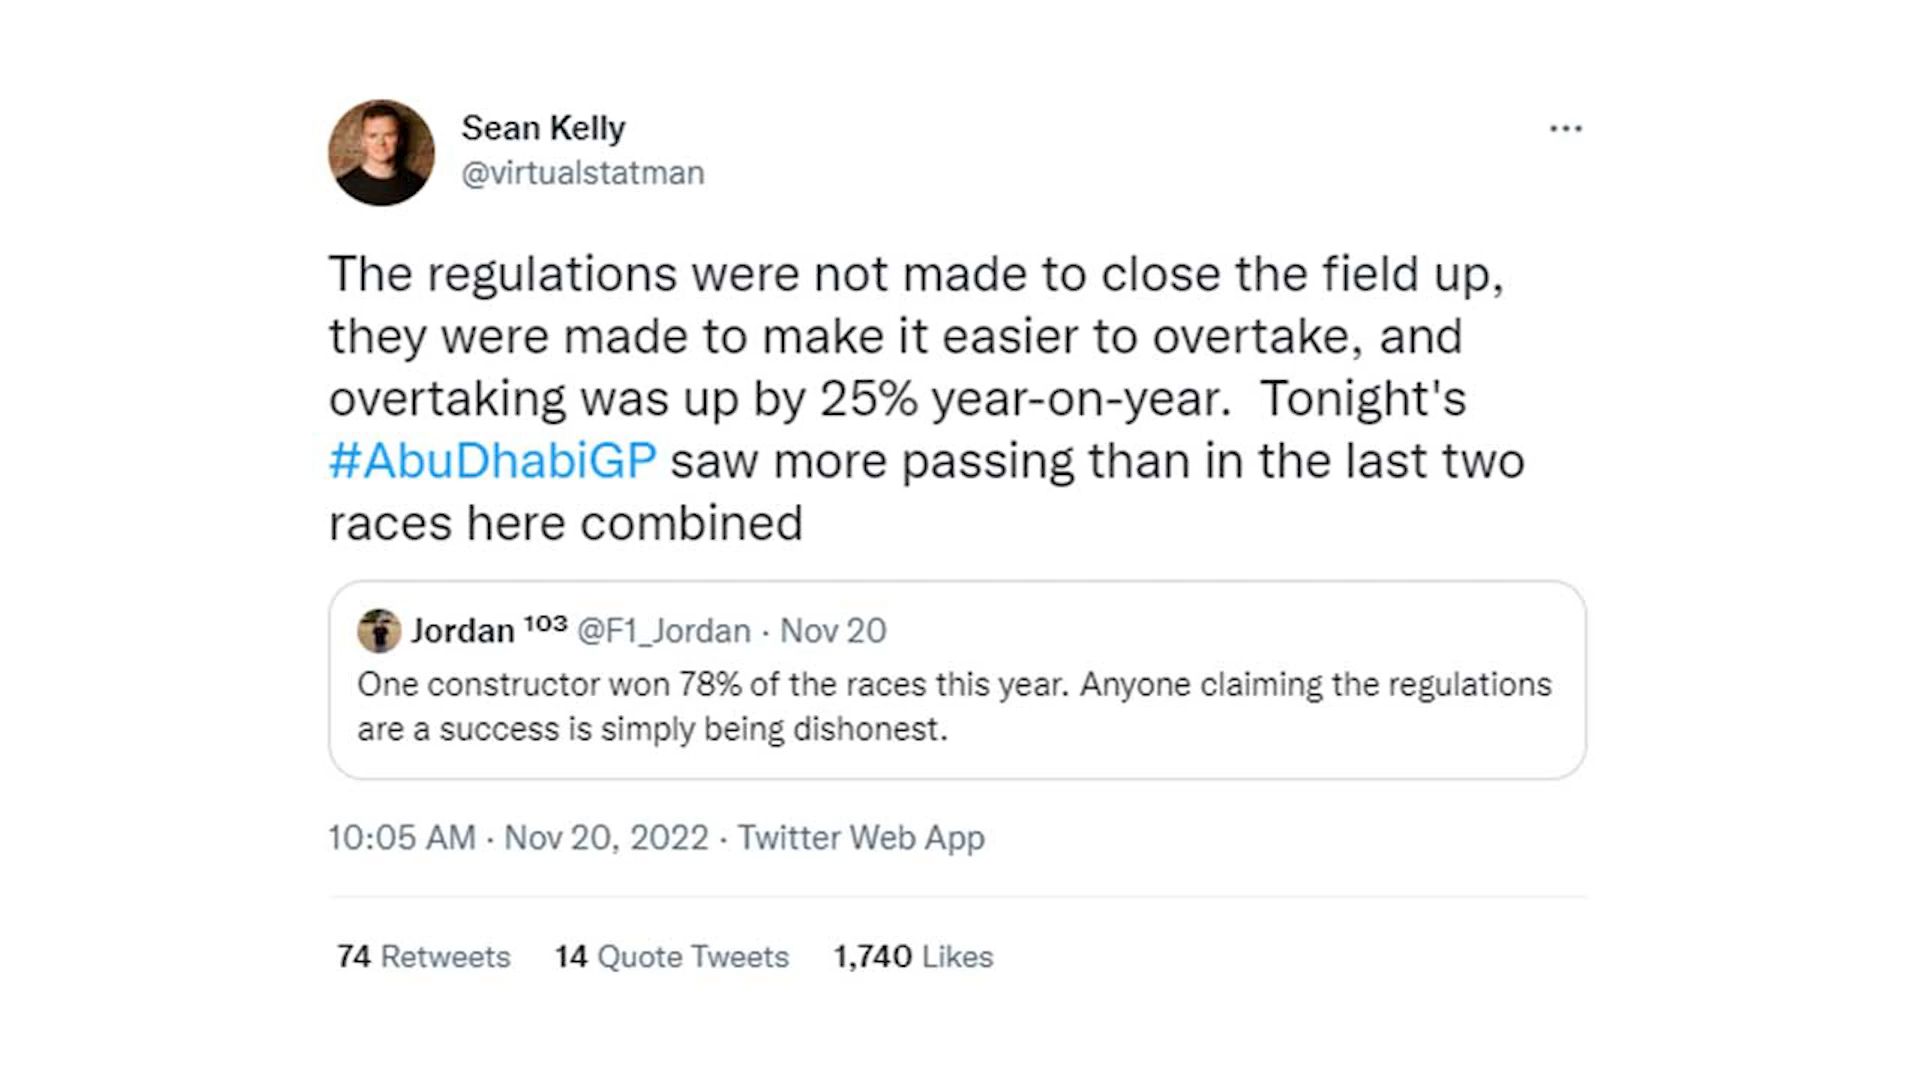 Sean Kelly
@virtualstatman
The regulations were not made to close the field up,
they were made to make it easier to overtake, and
overtaking was up by 25% year-on-year.  Tonight's
#AbuDhabiGP saw more passing than in the last two
races here combined
Jordan ¹⁰³ @F1_Jordan · Nov 20
One constructor won 78% of the races this year. Anyone claiming the regulations
are a success is simply being dishonest.
10:05 AM · Nov 20, 2022 · Twitter Web App
74 Retweets 14 Quote Tweets 1,740 Likes